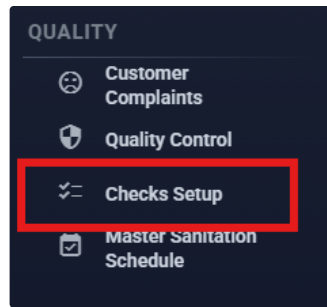 QUALITY
Customer
Complaints
Quality Control
Checks Setup
Master Sanitation
Schedule